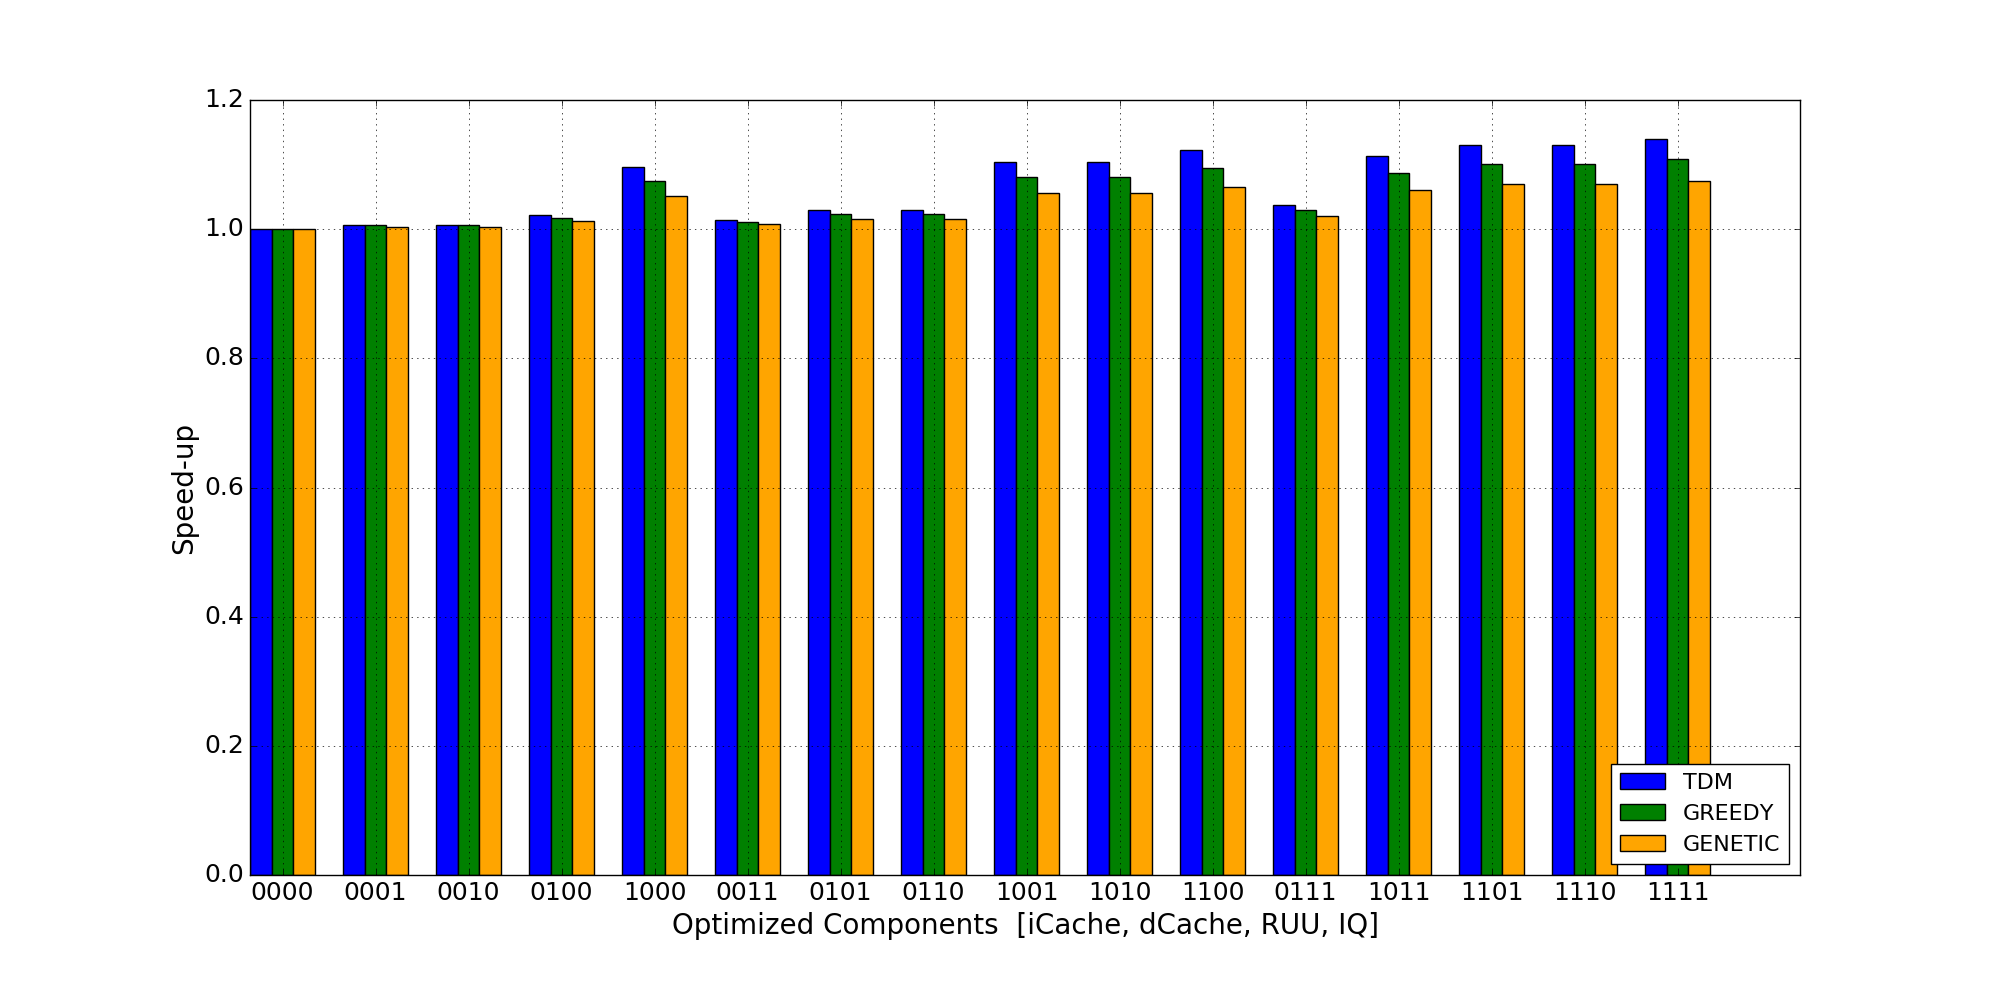 1.2
1.0
0.8
0.6
0.4
0.2
0.0
Speed-up
TDM
GREEDY
GENETIC
0000 0001 0010 0100 1000 0011 0101 0110 1001 1010 1100 0111 1011 1101 1110 1111
Optimized Components [iCache, dCache, RUU, IQ]